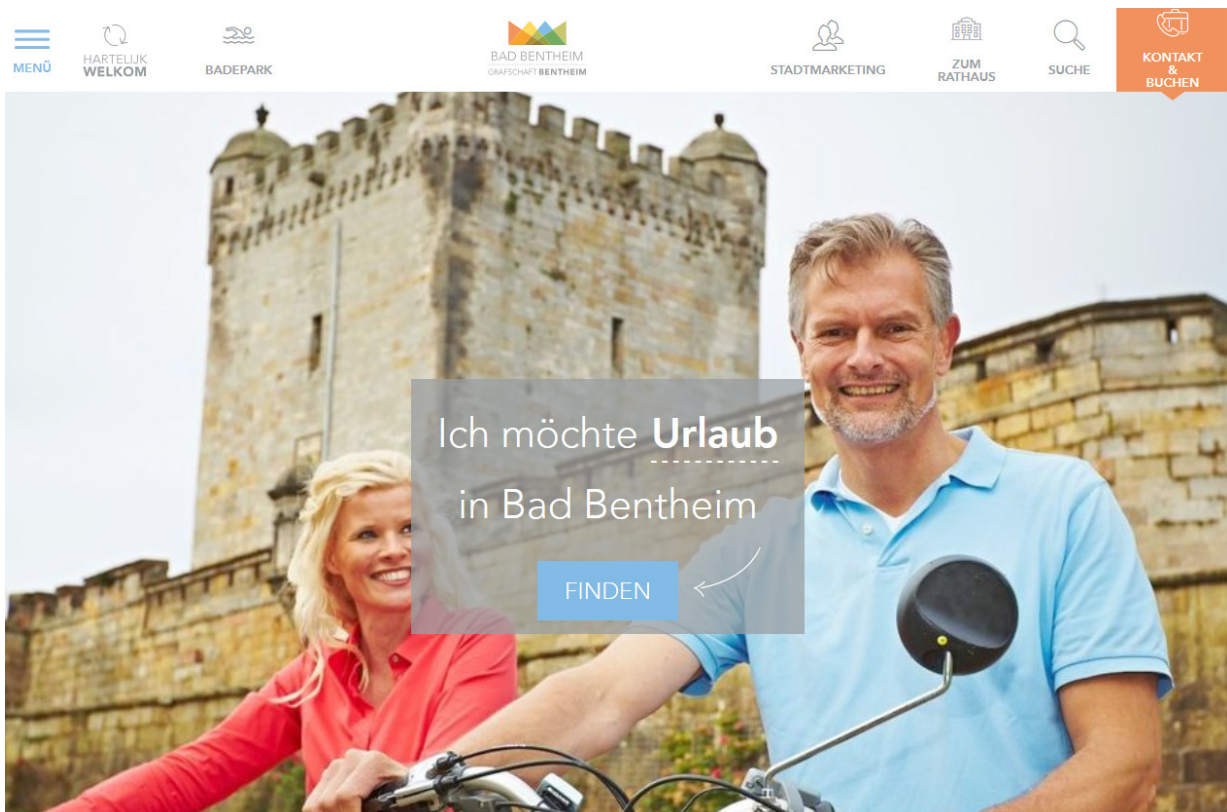 MENÜ
HARTELIJK
WELKOM
BADEPARK
BAD BENTHEIM
GRAFSCHAFT BENTHEIM
STADTMARKETING
ZUM
RATHAUS
SUCHE
KONTAKT
&
BUCHEN
Ich möchte Urlaub
in Bad Bentheim
FINDEN